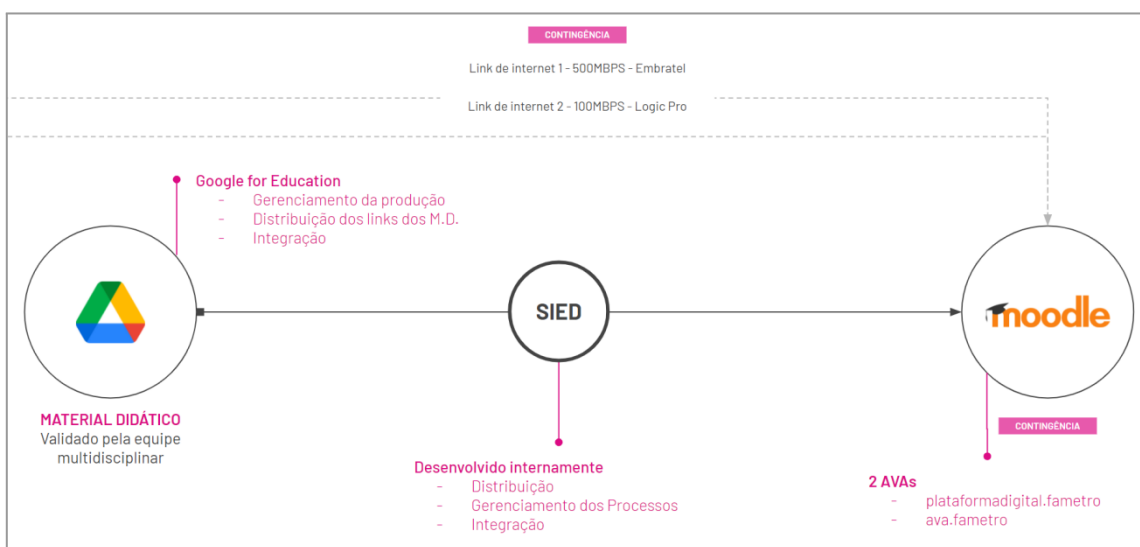 CONTINGÊNCIA
Link de internet 1 - 500MBPS - Embratel
Link de internet 2 - 100MBPS - Logic Pro
Google for Education
- Gerenciamento da produção
- Distribuição dos links dos M.D.
- Integração
SIED
moodle
MATERIAL DIDÁTICO
Validado pela equipe
multidisciplinar
CONTINGÊNCIA
Desenvolvido internamente
- Distribuição
- Gerenciamento dos Processos
- Integração
2 AVAs
- plataformadigital.fametro
- ava.fametro